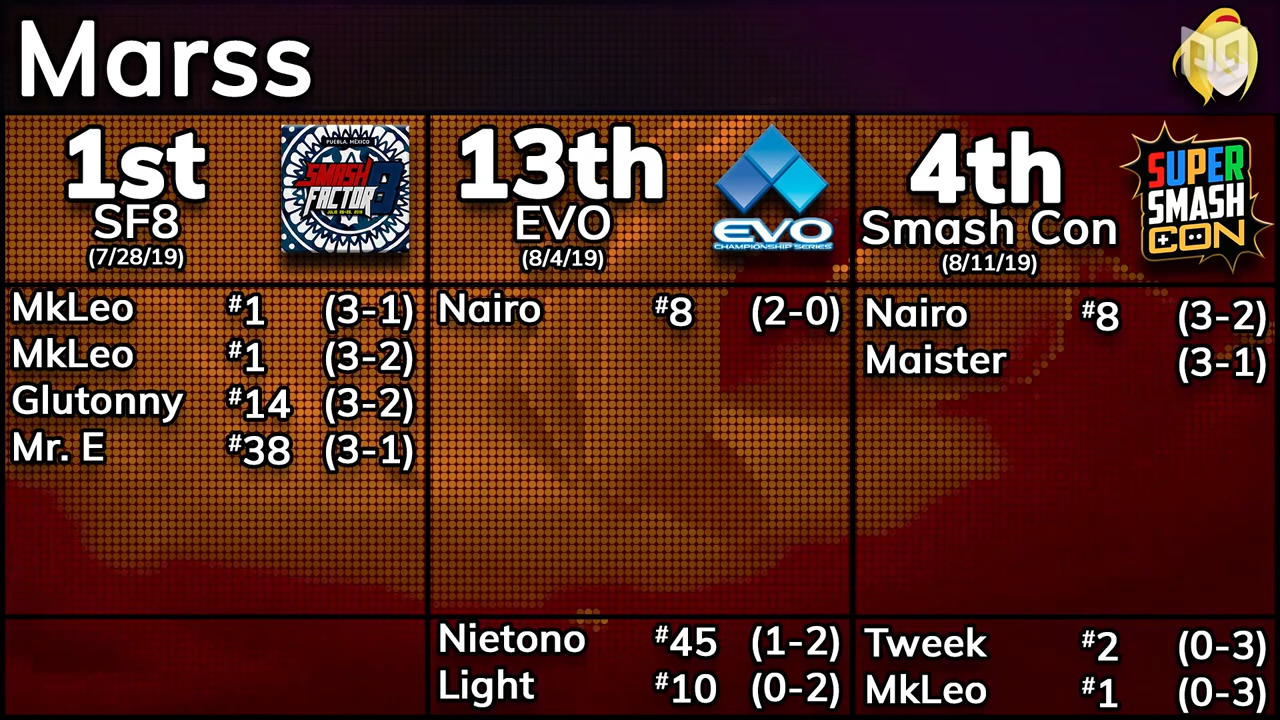 Marss
PG
1st
SF8
(7/28/19)
PUEBLA, MÉXICO
SMASH
FACTOR 8
13th
EVO
(8/4/19)
EVO
CHAMPIONSHIP SERIES
4th
Smash Con
(8/11/19)
SUPER
SMASH
CON
MkLeo #1 (3-1)
MkLeo #1 (3-2)
Glutonny #14 (3-2)
Mr. E #38 (3-1)
Nairo #8 (2-0)
Nietono #45 (1-2)
Light #10 (0-2)
Nairo #8 (3-2)
Maister (3-1)
Tweek #2 (0-3)
MkLeo #1 (0-3)